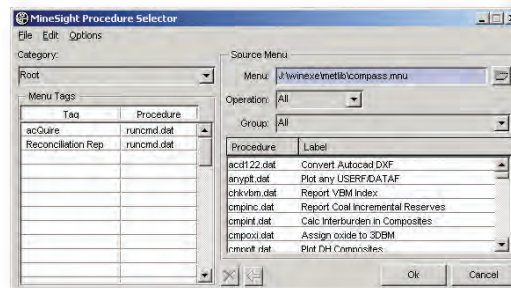 MineSight Procedure Selector
File Edit Options
Category:
Root
Menu Tags
Tag Procedure
acQuire runcmd.dat
Reconciliation Rep runcmd.dat
Source Menu
Menu: J:\winexe\metlib\compass.mnu
Operation: All
Group: All
Procedure Label
acd122.dat Convert Autocad DXF
anyplt.dat Plot any USERF/DATAF
chkvbm.dat Report VBM Index
cmpinc.dat Report Coal Incremental Reserves
cmpint.dat Calc Interburden in Composites
cmpoxi.dat Assign oxide to 3DBM
cmpplt.dat Plot DH Composites
Ok Cancel